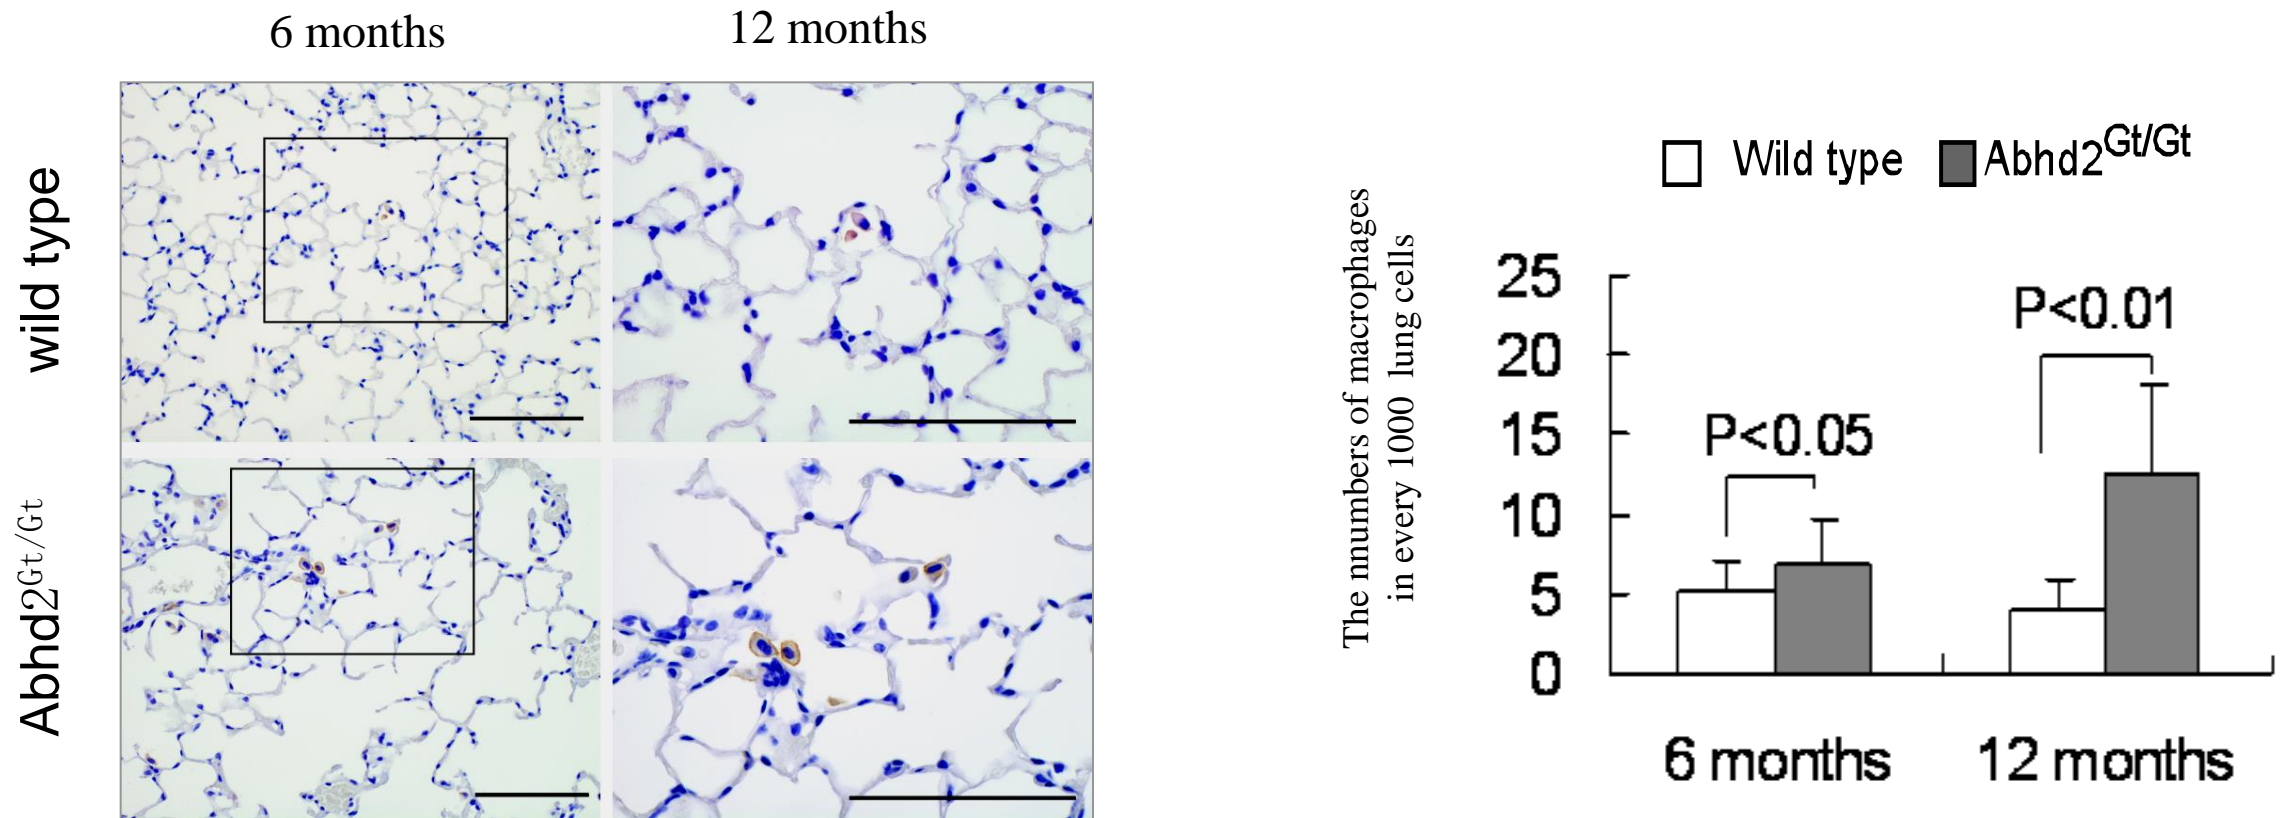 6 months
12 months
wild type
Abhd2Gt/Gt
Wild type
Abhd2Gt/Gt
The nnumbers of macrophages
in every 1000 lung cells
25
20
15
10
5
0
P<0.05
P<0.01
6 months
12 months